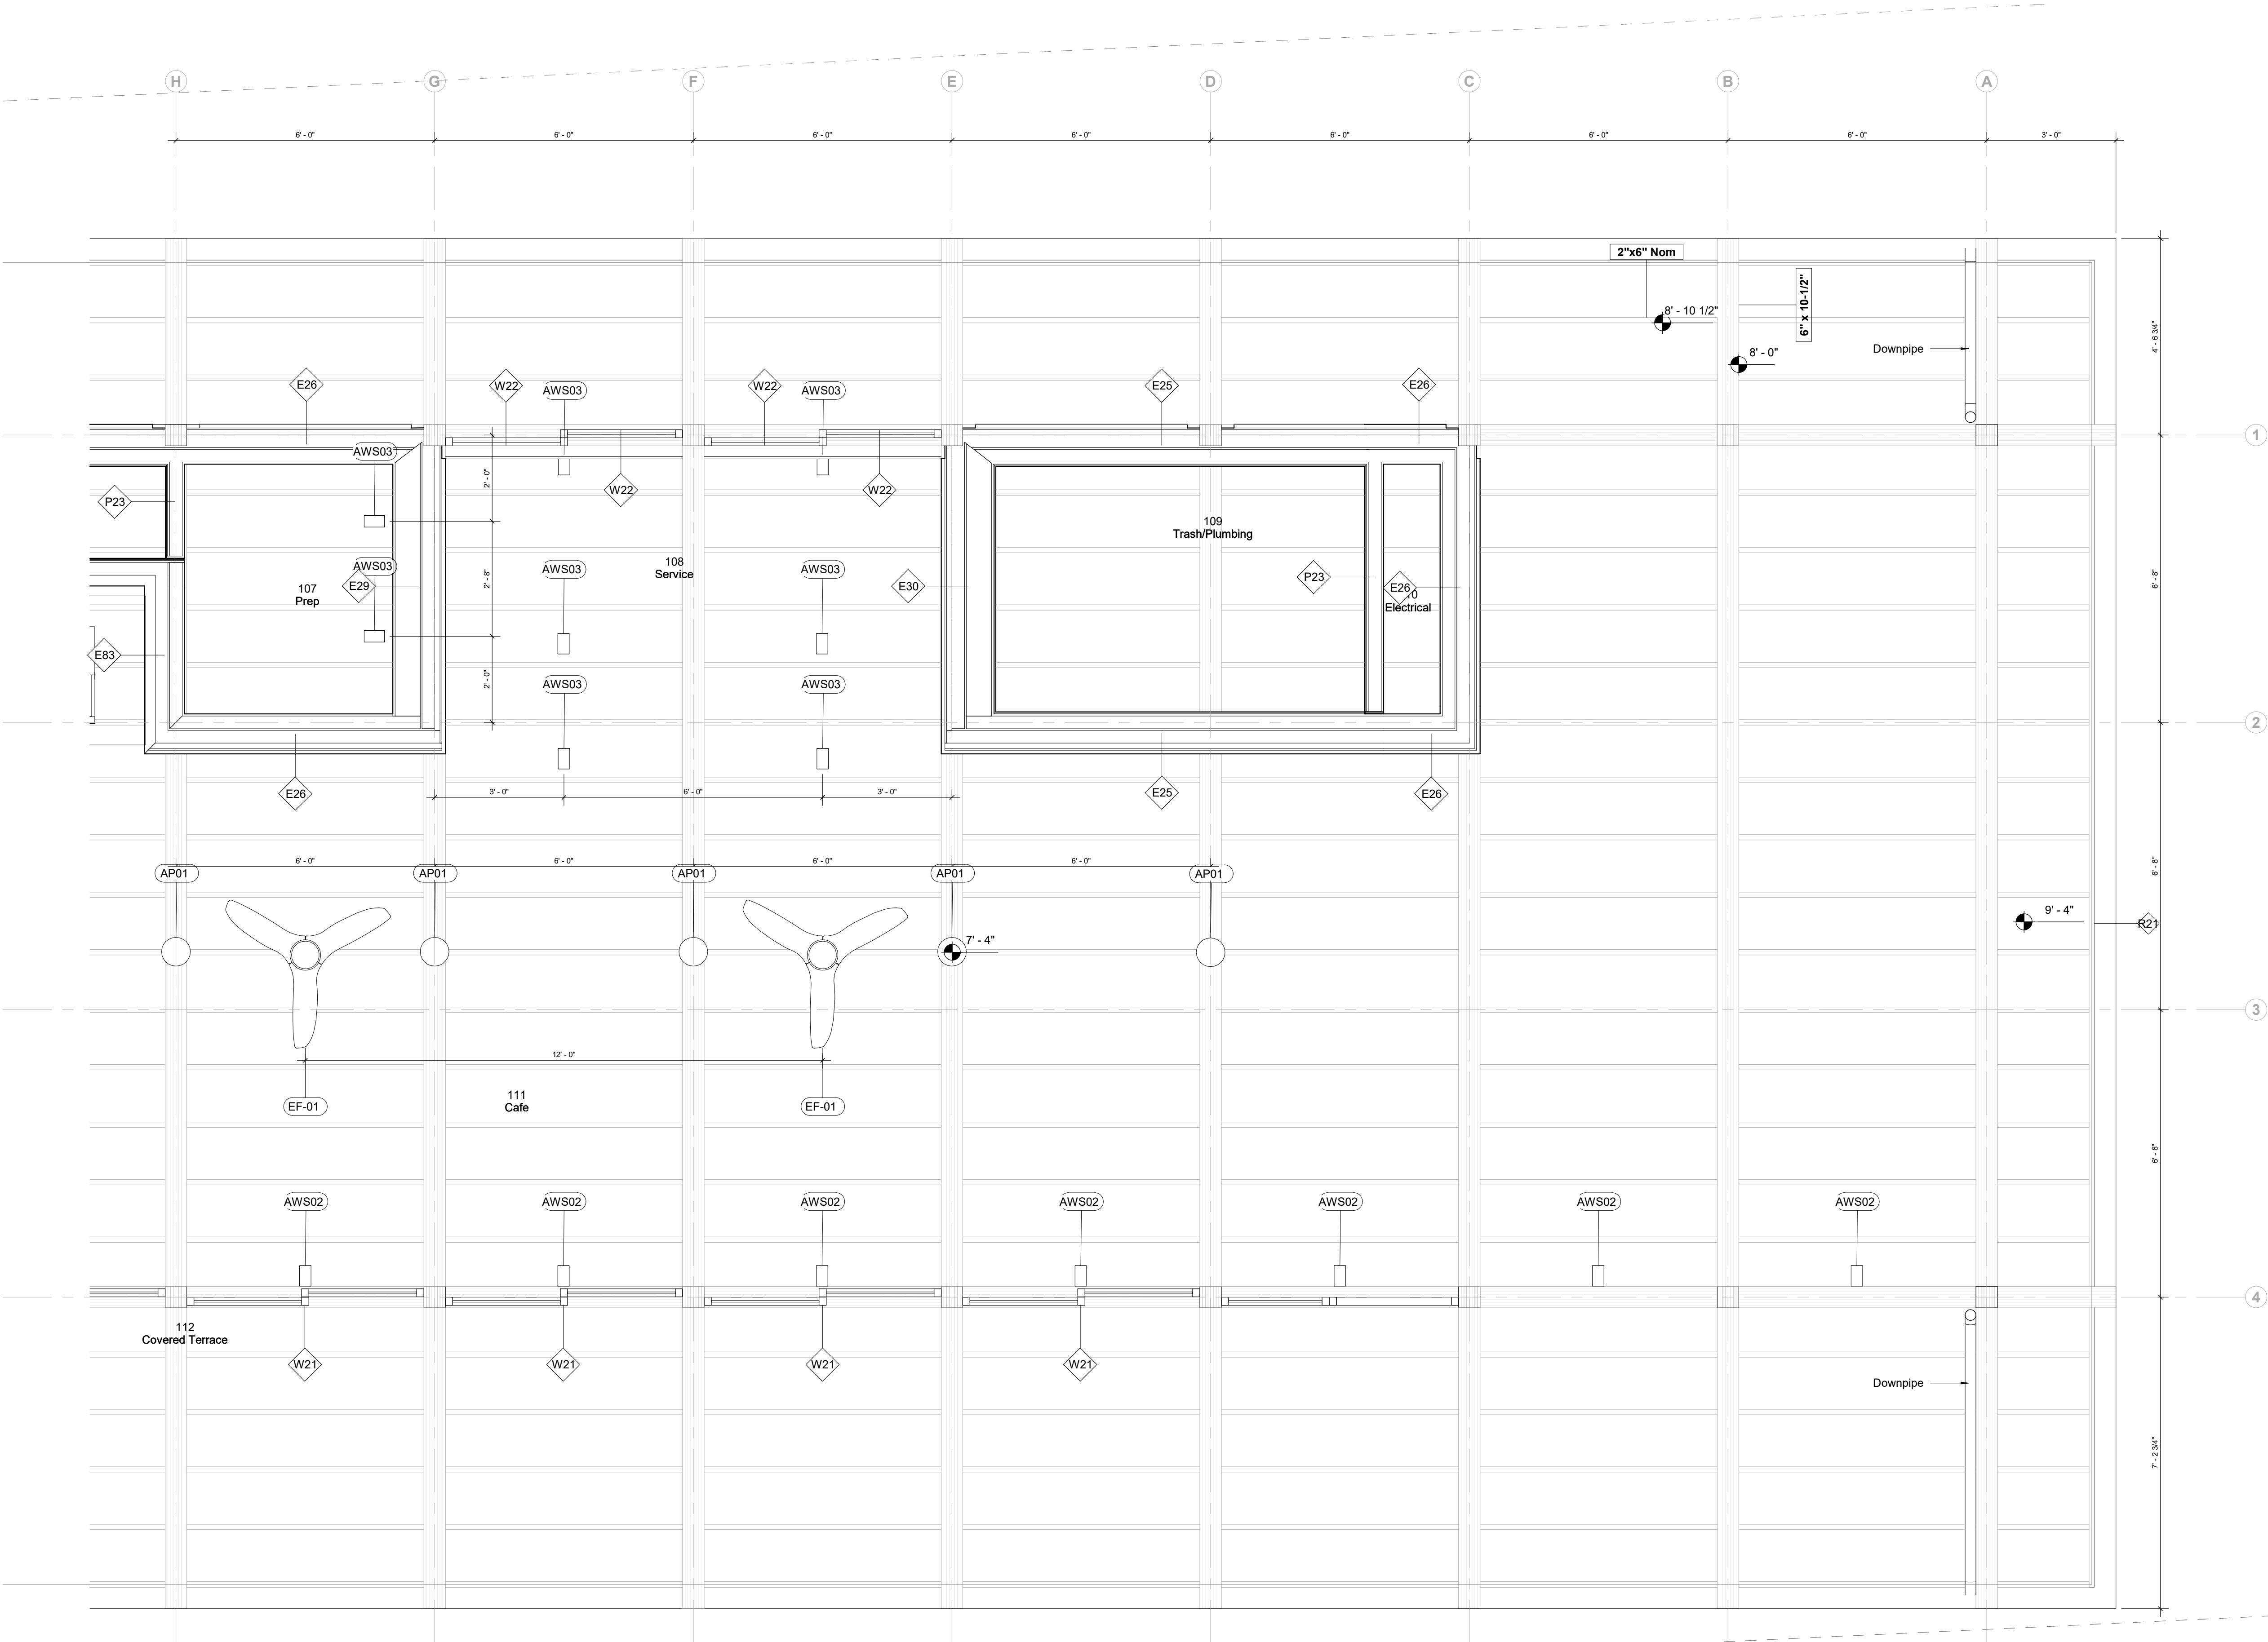 H
G
F
E
D
C
B
A
6' - 0"
6' - 0"
6' - 0"
6' - 0"
6' - 0"
6' - 0"
6' - 0"
3' - 0"
2"x6" Nom
6" x 10-1/2"
8' - 10 1/2"
8' - 0"
Downpipe
4' - 6 3/4"
E26
W22
AWS03
W22
AWS03
E25
E26
1
AWS03
P23
2' - 0"
W22
W22
109
Trash/Plumbing
AWS03
107
Prep
E29
2' - 8"
AWS03
108
Service
AWS03
E30
P23
E26
Electrical
6' - 8"
E83
2' - 0"
AWS03
AWS03
2
E26
3' - 0"
6' - 0"
3' - 0"
E25
E26
6' - 0"
6' - 0"
6' - 0"
6' - 0"
AP01
AP01
AP01
AP01
AP01
6' - 8"
7' - 4"
9' - 4"
R21
3
12' - 0"
EF-01
111
Cafe
EF-01
6' - 8"
AWS02
AWS02
AWS02
AWS02
AWS02
AWS02
AWS02
4
112
Covered Terrace
W21
W21
W21
W21
Downpipe
7' - 2 3/4"